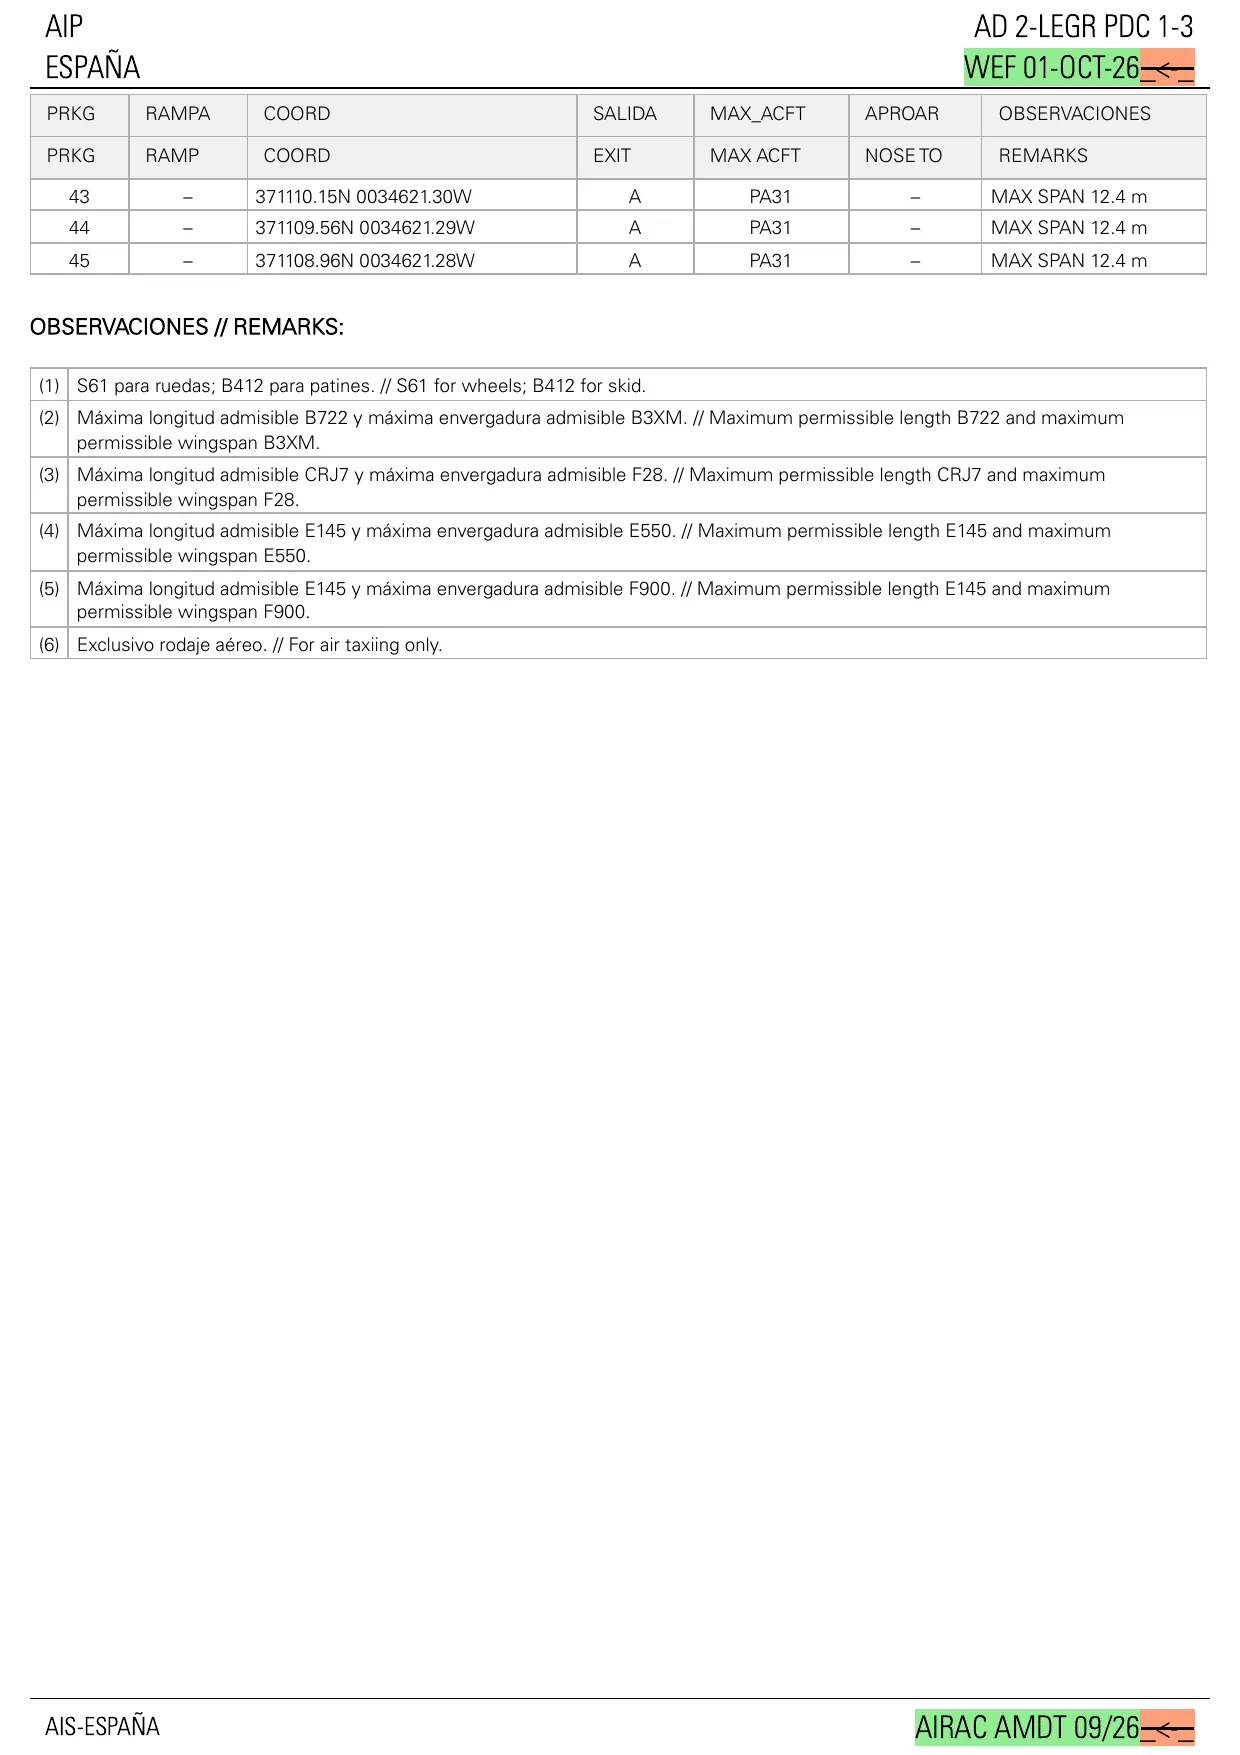 AIP
ESPAÑA
AD 2-LEGR PDC 1-3
WEF 01-OCT-26
PRKG RAMPA COORD SALIDA MAX_ACFT APROAR OBSERVACIONES
PRKG RAMP COORD EXIT MAX ACFT NOSE TO REMARKS
43 – 371110.15N 0034621.30W A PA31 – MAX SPAN 12.4 m
44 – 371109.56N 0034621.29W A PA31 – MAX SPAN 12.4 m
45 – 371108.96N 0034621.28W A PA31 – MAX SPAN 12.4 m
OBSERVACIONES // REMARKS:
(1) S61 para ruedas; B412 para patines. // S61 for wheels; B412 for skid.
(2) Máxima longitud admisible B722 y máxima envergadura admisible B3XM. // Maximum permissible length B722 and maximum
permissible wingspan B3XM.
(3) Máxima longitud admisible CRJ7 y máxima envergadura admisible F28. // Maximum permissible length CRJ7 and maximum
permissible wingspan F28.
(4) Máxima longitud admisible E145 y máxima envergadura admisible E550. // Maximum permissible length E145 and maximum
permissible wingspan E550.
(5) Máxima longitud admisible E145 y máxima envergadura admisible F900. // Maximum permissible length E145 and maximum
permissible wingspan F900.
(6) Exclusivo rodaje aéreo. // For air taxiing only.
AIS-ESPAÑA
AIRAC AMDT 09/26